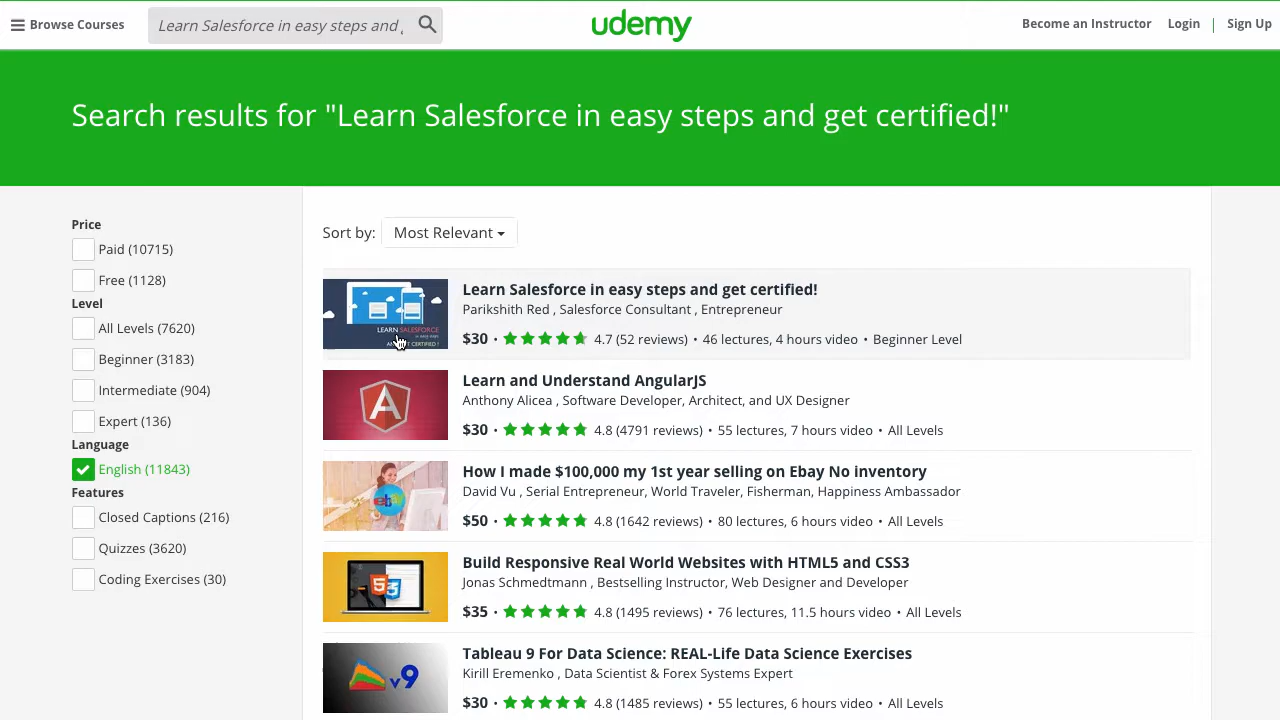 Browse Courses
Learn Salesforce in easy steps and
udemy
Become an Instructor
Login
Sign Up
Search results for "Learn Salesforce in easy steps and get certified!"
Price
Paid (10715)
Free (1128)
Level
All Levels (7620)
Beginner (3183)
Intermediate (904)
Expert (136)
Language
English (11843)
Features
Closed Captions (216)
Quizzes (3620)
Coding Exercises (30)
Sort by: Most Relevant
LEARN SALESFORCE
in easy steps
CERTIFIED !
Learn Salesforce in easy steps and get certified!
Parikshith Red , Salesforce Consultant , Entrepreneur
$30 • 4.7 (52 reviews) • 46 lectures, 4 hours video • Beginner Level
A
Learn and Understand AngularJS
Anthony Alicea , Software Developer, Architect, and UX Designer
$30 • 4.8 (4791 reviews) • 55 lectures, 7 hours video • All Levels
eb
How I made $100,000 my 1st year selling on Ebay No inventory
David Vu , Serial Entrepreneur, World Traveler, Fisherman, Happiness Ambassador
$50 • 4.8 (1642 reviews) • 80 lectures, 6 hours video • All Levels
5 3
Build Responsive Real World Websites with HTML5 and CSS3
Jonas Schmedtmann , Bestselling Instructor, Web Designer and Developer
$35 • 4.8 (1495 reviews) • 76 lectures, 11.5 hours video • All Levels
v9
Tableau 9 For Data Science: REAL-Life Data Science Exercises
Kirill Eremenko , Data Scientist & Forex Systems Expert
$30 • 4.8 (1485 reviews) • 55 lectures, 6 hours video • All Levels